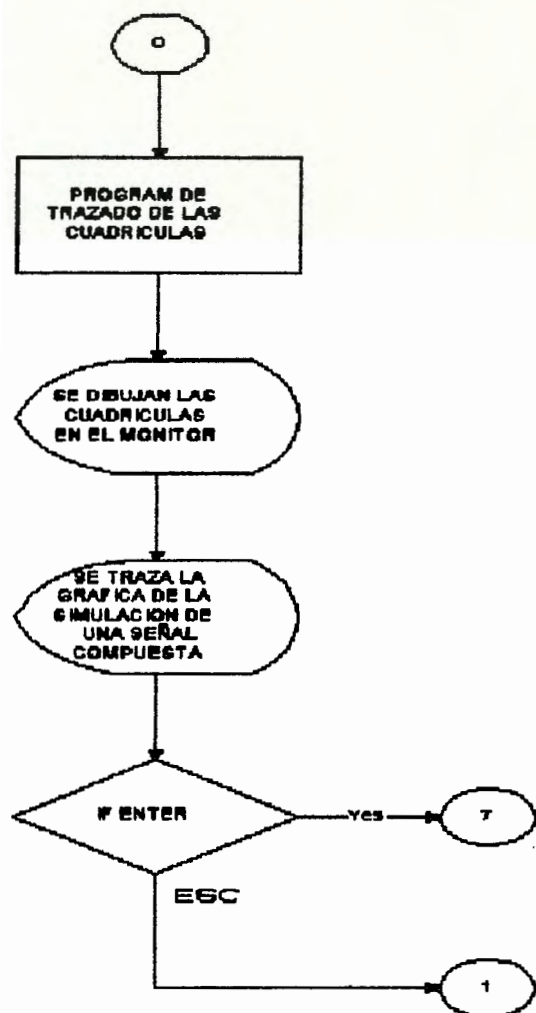 PROGRAM DE
TRAZADO DE LAS
CUADRICULAS
SE DIBUJAN LAS
CUADRICULAS
EN EL MONITOR
SE TRAZA LA
GRAFICA DE LA
SIMULACION DE
UNA SEÑAL
COMPUESTA
IF ENTER
Yes
7
ESC
1